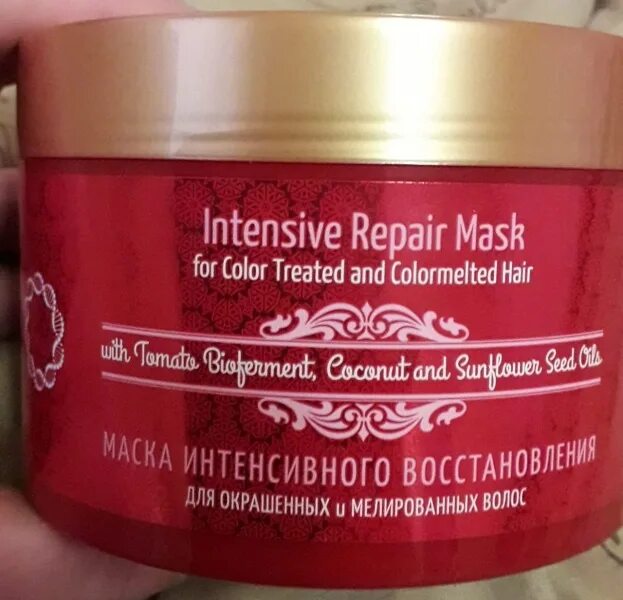 Intensive Repair Mask
for Color Treated and Colormelted Hair
with Tomato Bioferment, Coconut and Sunflower Seed Oils
МАСКА ИНТЕНСИВНОГО ВОССТАНОВЛЕНИЯ
ДЛЯ ОКРАШЕННЫХ и МЕЛИРОВАННЫХ ВОЛОС